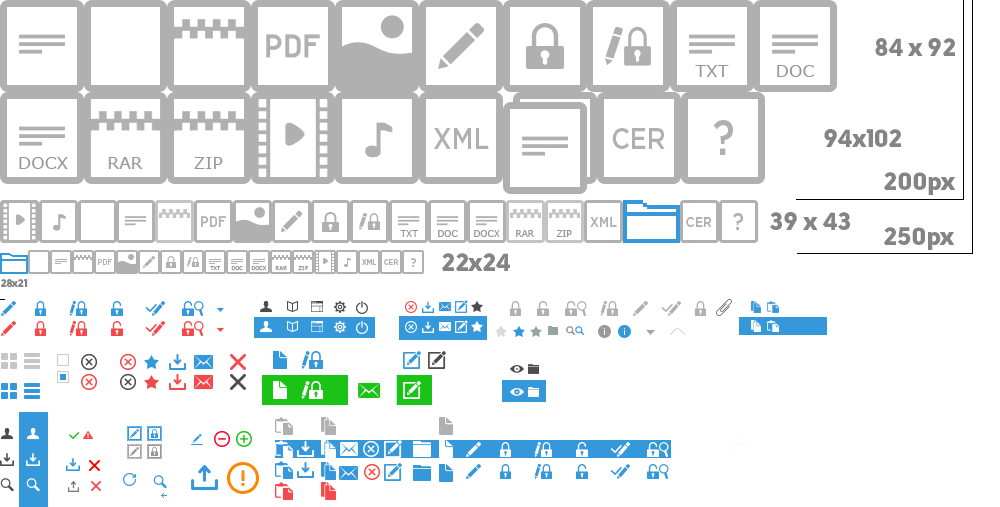 PDF
TXT
DOC
84 x 92
DOCX
RAR
ZIP
XML
CER
?
94x102
200px
PDF
TXT
DOC
DOCX
RAR
ZIP
XML
CER
?
39 x 43
250px
PDF
TXT
DOC
DOCX
RAR
ZIP
XML
CER
?
22x24
28x21